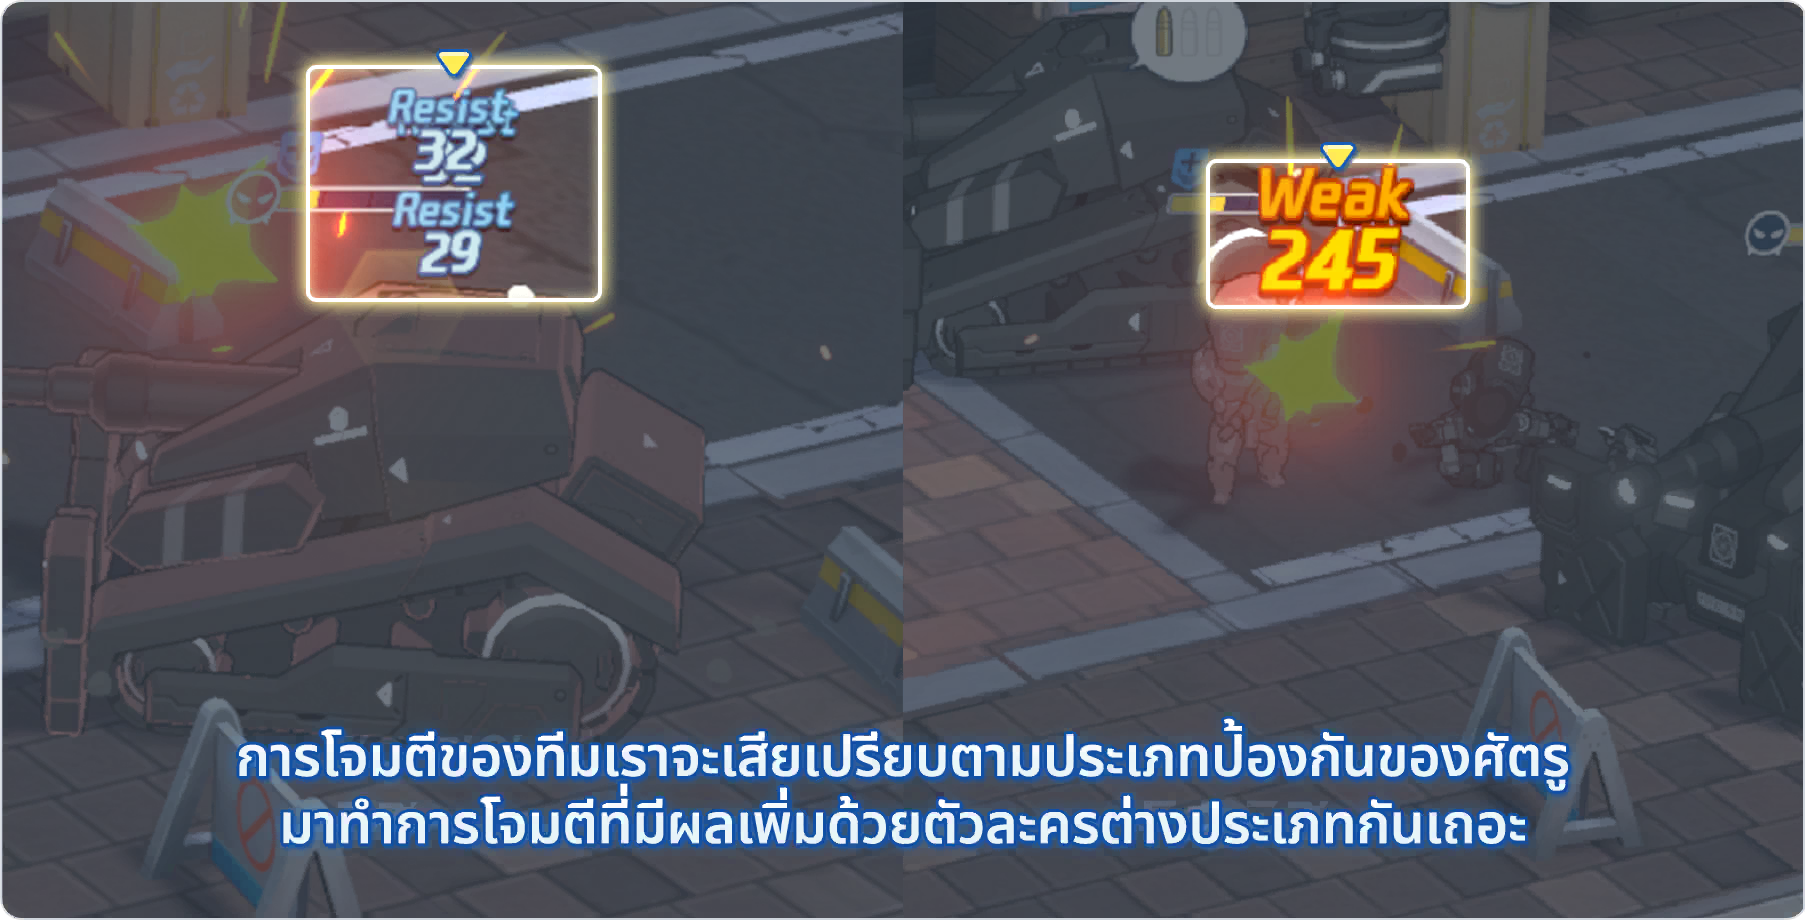 Resist
32
Resist
29
Weak
245
การโจมตีของทีมเราจะเสียเปรียบตามประเภทป้องกันของศัตรู
มาทำการโจมตีที่มีผลเพิ่มด้วยตัวละครต่างประเภทกันเถอะ